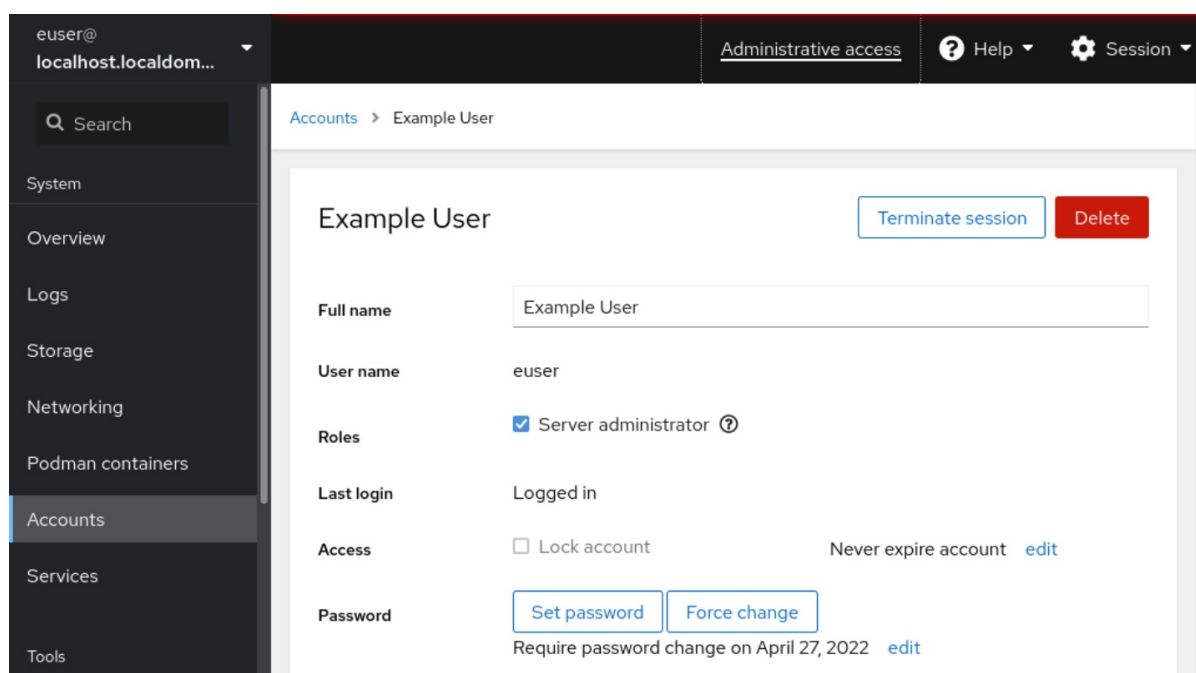 euser@
localhost.localdom...
Administrative access
Help
Session
Search
Accounts > Example User
System
Overview
Logs
Storage
Networking
Podman containers
Accounts
Services
Tools
Example User
Terminate session
Delete
Full name
Example User
User name
euser
Roles
Server administrator
Last login
Logged in
Access
Lock account
Never expire account edit
Password
Set password
Force change
Require password change on April 27, 2022 edit